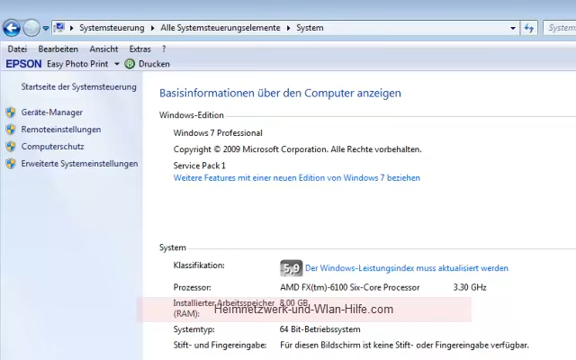 Systemsteuerung Alle Systemsteuerungselemente System
System
Datei Bearbeiten Ansicht Extras ?
EPSON Easy Photo Print Drucken
Startseite der Systemsteuerung
Geräte-Manager
Remoteeinstellungen
Computerschutz
Erweiterte Systemeinstellungen
Basisinformationen über den Computer anzeigen
Windows-Edition
Windows 7 Professional
Copyright © 2009 Microsoft Corporation. Alle Rechte vorbehalten.
Service Pack 1
Weitere Features mit einer neuen Edition von Windows 7 beziehen
System
Klassifikation: 5,9 Der Windows-Leistungsindex muss aktualisiert werden
Prozessor: AMD FX(tm)-6100 Six-Core Processor 3.30 GHz
Installierter Arbeitsspeicher 8,00 GB
(RAM):
Heimnetzwerk-und-Wlan-Hilfe.com
Systemtyp: 64 Bit-Betriebssystem
Stift- und Fingereingabe: Für diesen Bildschirm ist keine Stift- oder Fingereingabe verfügbar.